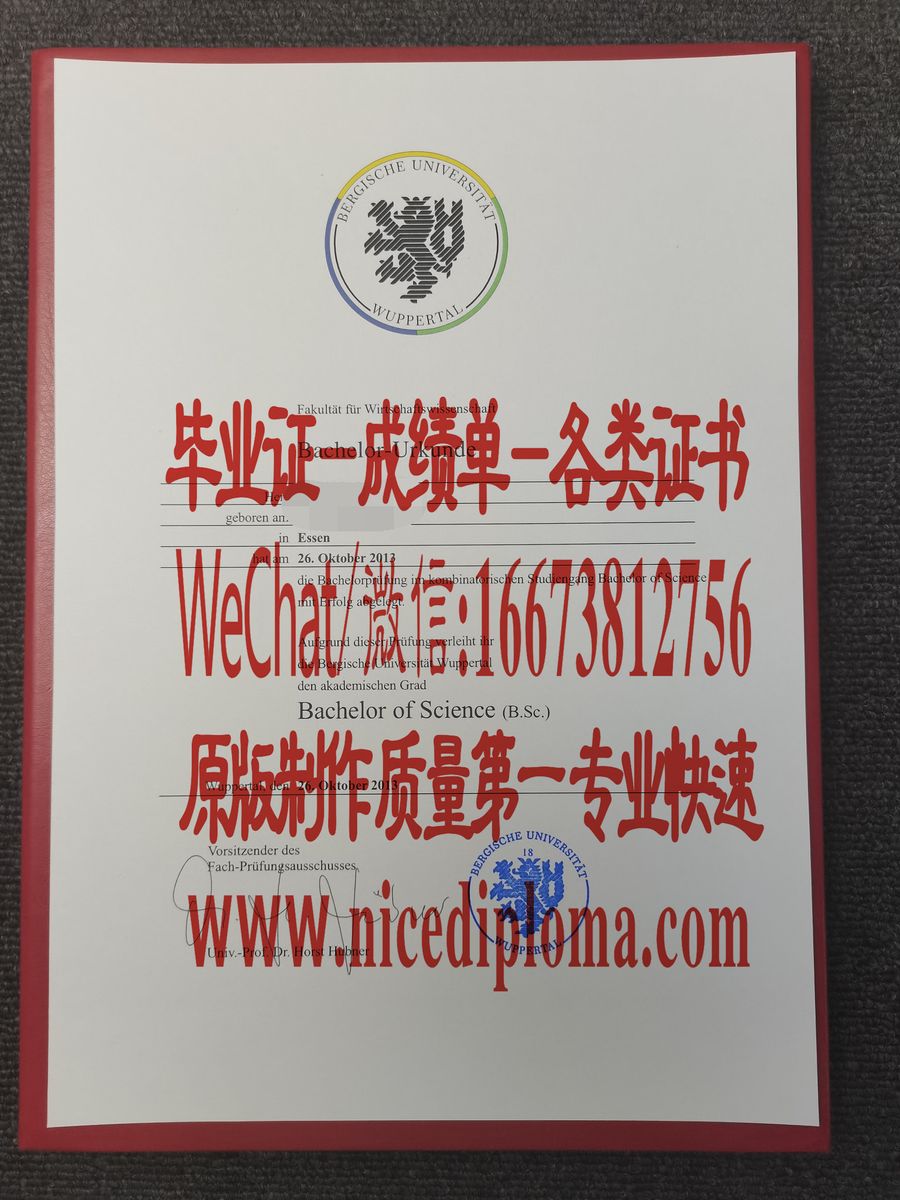 BERGISCHE UNIVERSITÄT
WUPPERTAL
Fakultät für Wirtschaftswissenschaft
Bachelor-Urkunde
毕业证一成绩单一各类证书
Her
geboren an.
in Essen
hat am 26. Oktober 2013
WeChat/微信:16673812756
die Bachelorprüfung im kombinatorischen Studiengang Bachelor of Science
mit Erfolg abgelegt.
Aufgrund dieser Prüfung verleiht ihr
die Bergische Universität Wuppertal
den akademischen Grad
Bachelor of Science (B.Sc.)
原版制作质量第一专业快速
Wuppertal, den 26. Oktober 2013
Vorsitzender des
Fach-Prüfungsausschusses
BERGISCHE UNIVERSITÄT
18
WUPPERTAL
www.nicediploma.com
Univ.-Prof. Dr. Horst Hübner